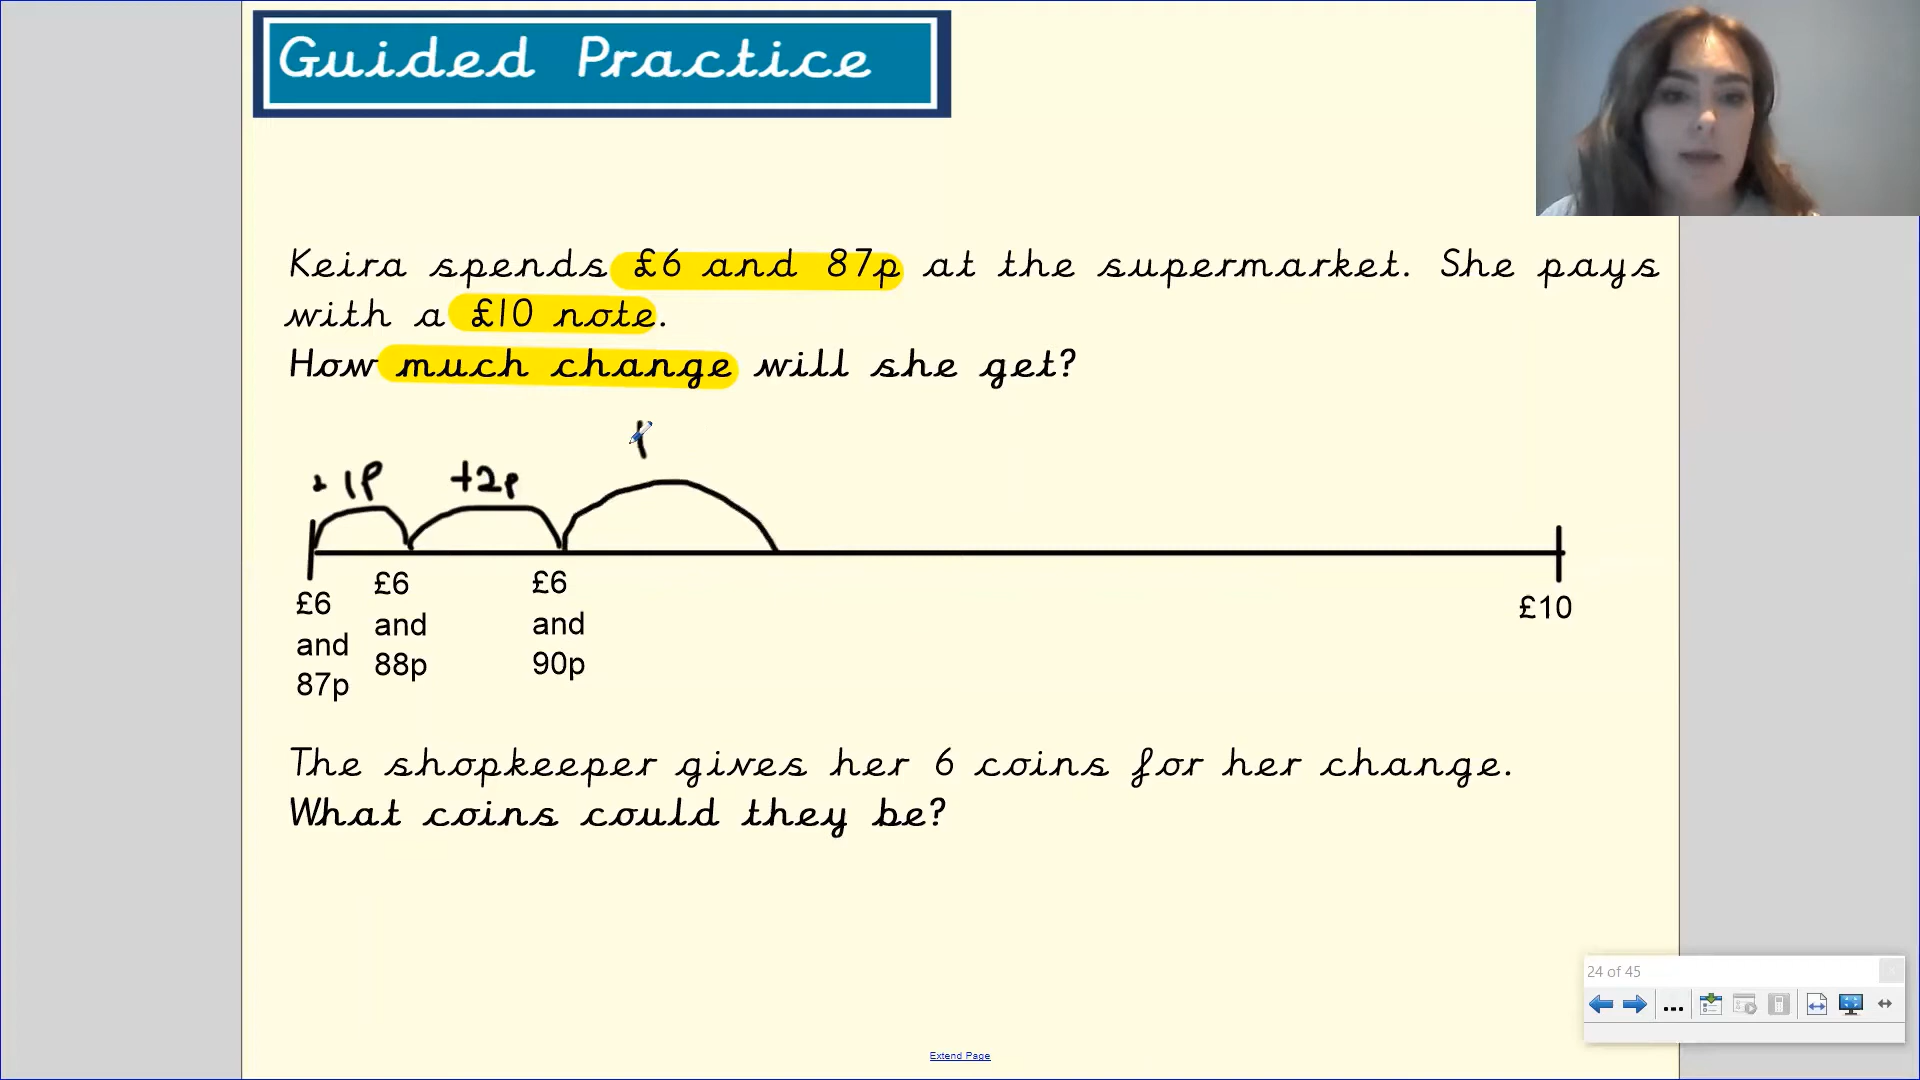 Guided Practice
Keira spends £6 and 87p at the supermarket. She pays
with a £10 note.
How much change will she get?
+1p +2p
£6 and 87p
£6 and 88p
£6 and 90p
£10
The shopkeeper gives her 6 coins for her change.
What coins could they be?
24 of 45
Extend Page